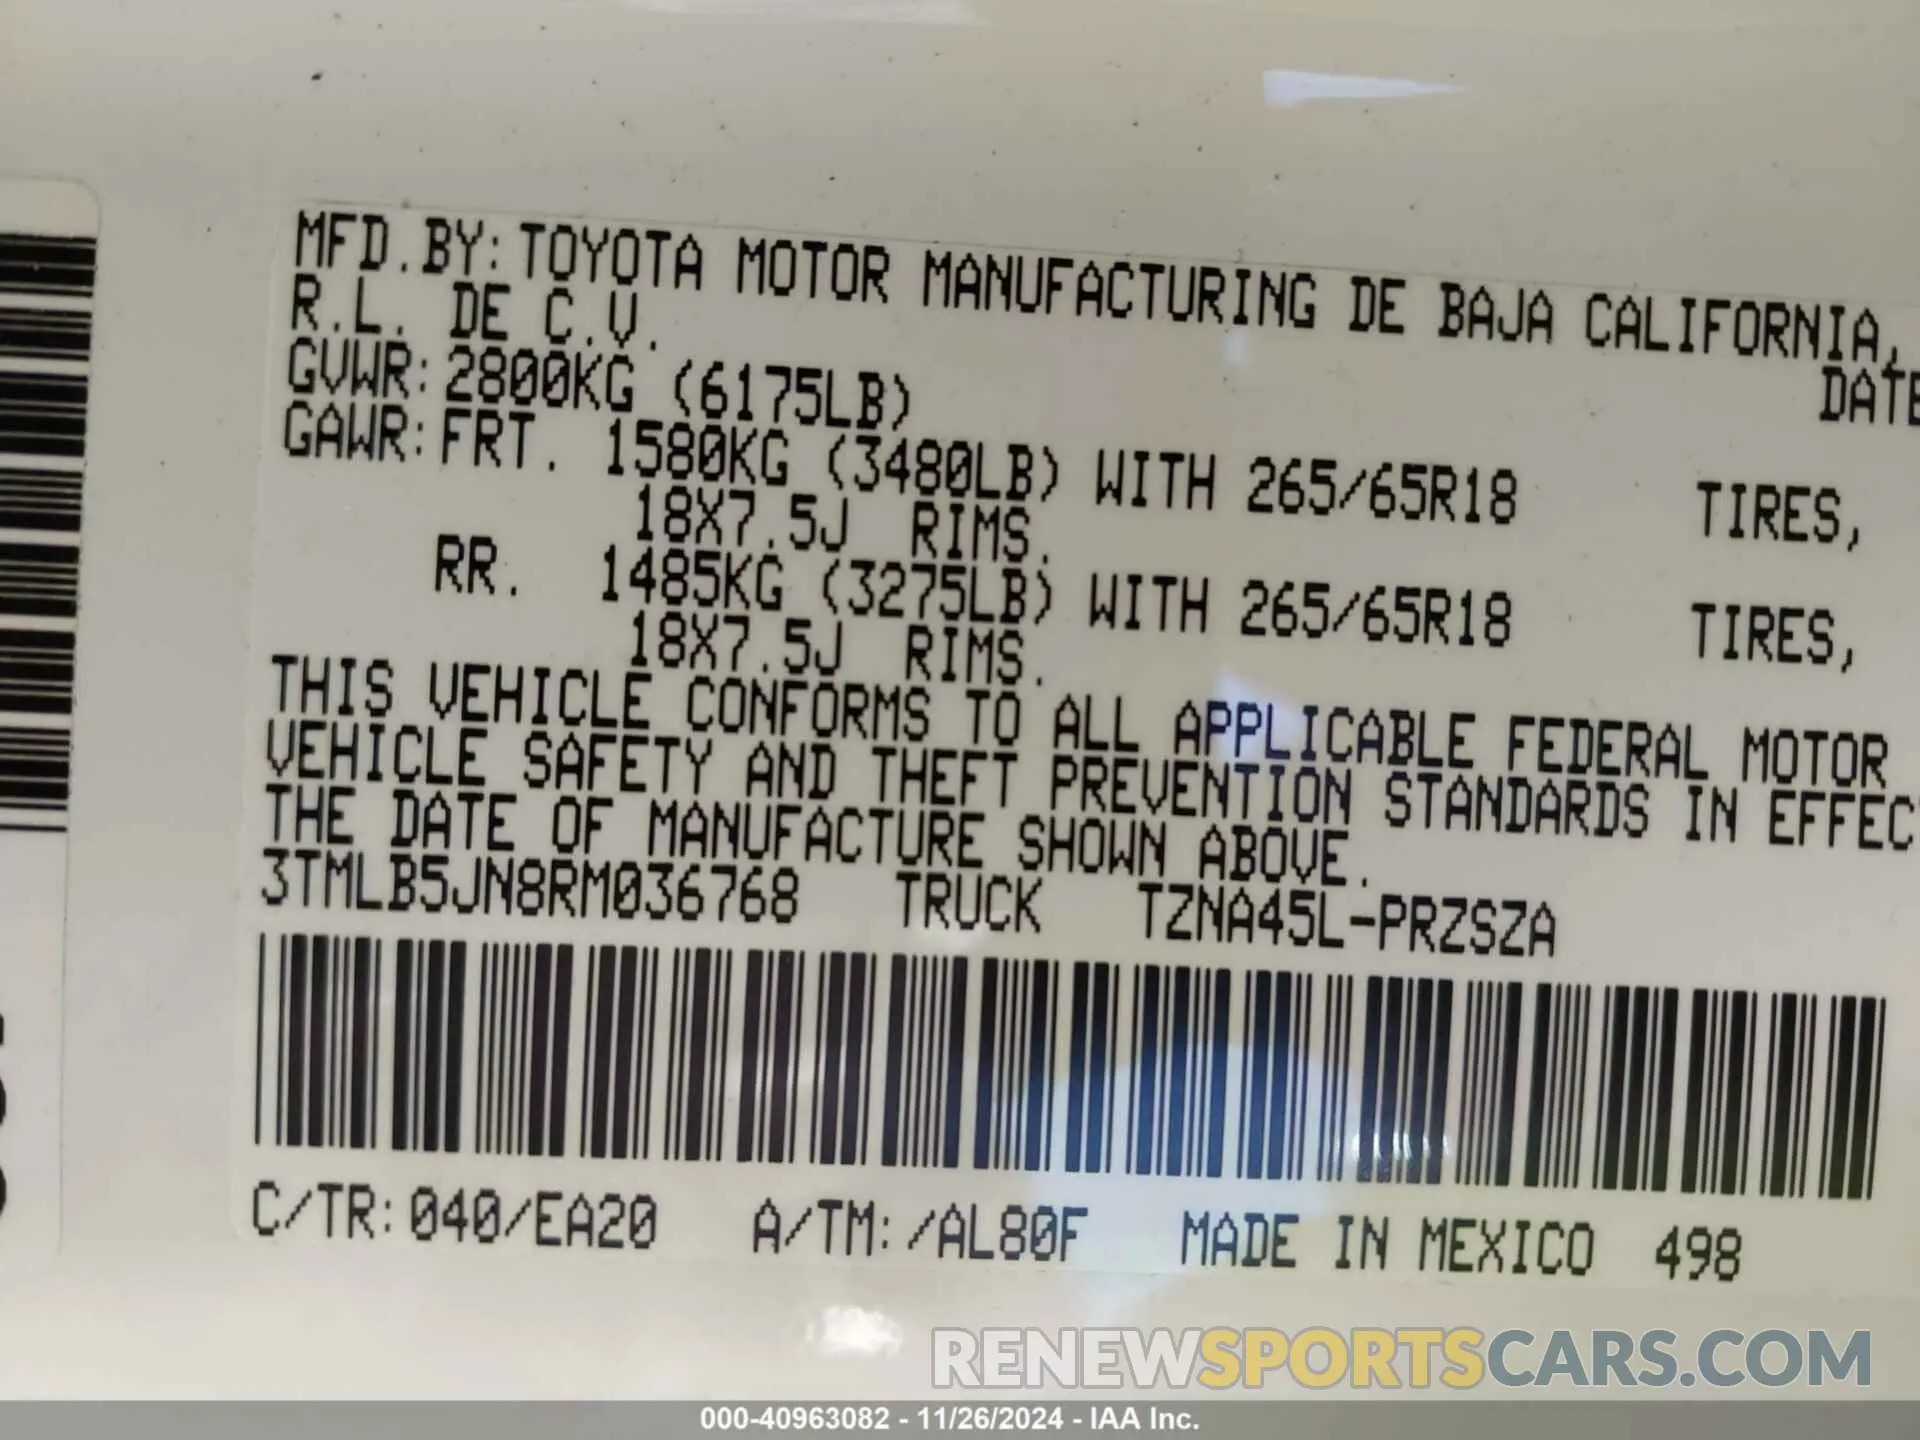 MFD.BY:TOYOTA MOTOR MANUFACTURING DE BAJA CALIFORNIA,
R.L. DE C.V.
DATE
GVWR:2800KG (6175LB)
GAWR:FRT. 1580KG (3480LB) WITH 265/65R18 TIRES,
18X7.5J RIMS.
RR. 1485KG (3275LB) WITH 265/65R18 TIRES,
18X7.5J RIMS.
THIS VEHICLE CONFORMS TO ALL APPLICABLE FEDERAL MOTOR
VEHICLE SAFETY AND THEFT PREVENTION STANDARDS IN EFFEC
THE DATE OF MANUFACTURE SHOWN ABOVE.
3TMLB5JN8RM036768 TRUCK TZNA45L-PRZSZA
C/TR:040/EA20 A/TM:/AL80F MADE IN MEXICO 498
RENEWSPORTSCARS.COM
000-40963082 - 11/26/2024 - IAA Inc.